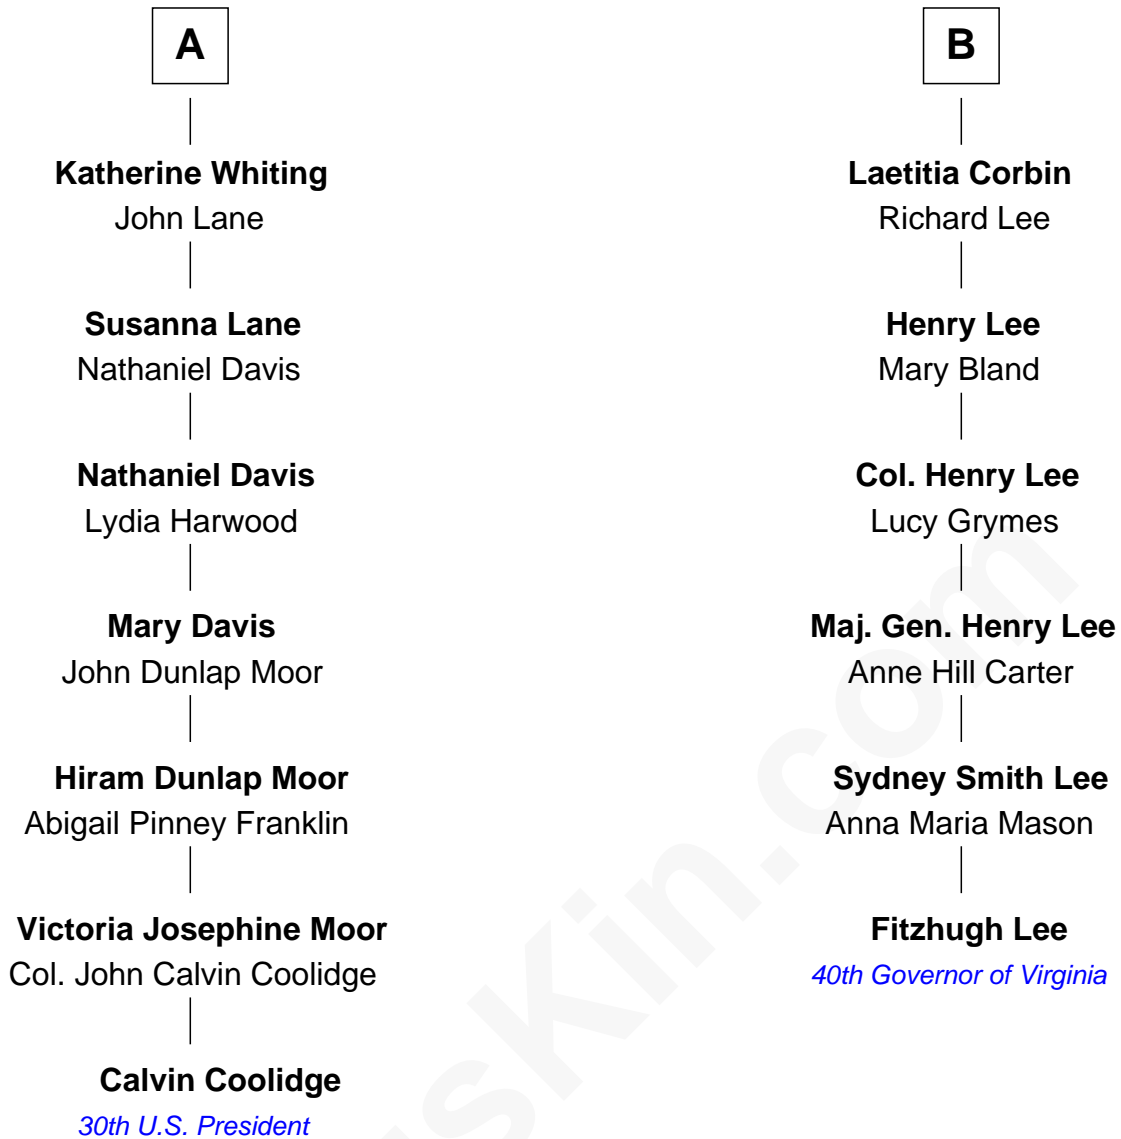 A
Katherine Whiting
John Lane
Susanna Lane
Nathaniel Davis
Nathaniel Davis
Lydia Harwood
Mary Davis
John Dunlap Moor
Hiram Dunlap Moor
Abigail Pinney Franklin
Victoria Josephine Moor
Col. John Calvin Coolidge
Calvin Coolidge
30th U.S. President
B
Laetitia Corbin
Richard Lee
Henry Lee
Mary Bland
Col. Henry Lee
Lucy Grymes
Maj. Gen. Henry Lee
Anne Hill Carter
Sydney Smith Lee
Anna Maria Mason
Fitzhugh Lee
40th Governor of Virginia
usKin.com